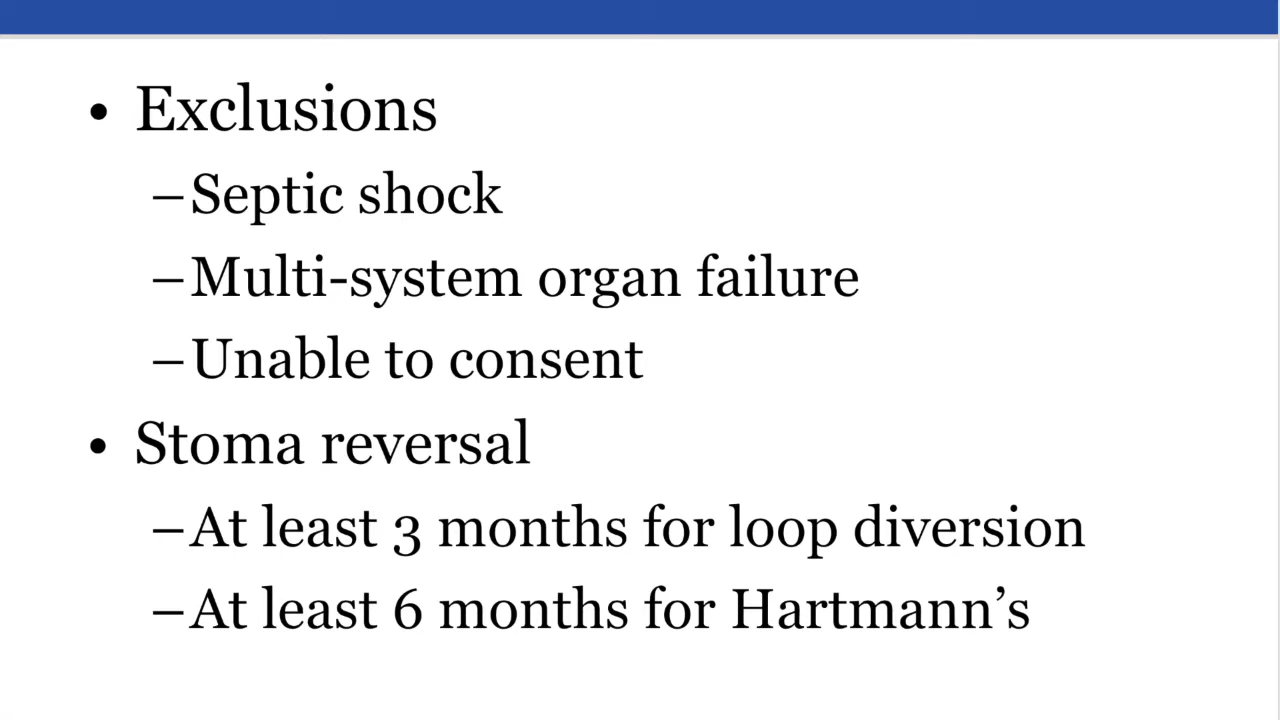 • Exclusions
–Septic shock
–Multi-system organ failure
–Unable to consent
• Stoma reversal
–At least 3 months for loop diversion
–At least 6 months for Hartmann’s